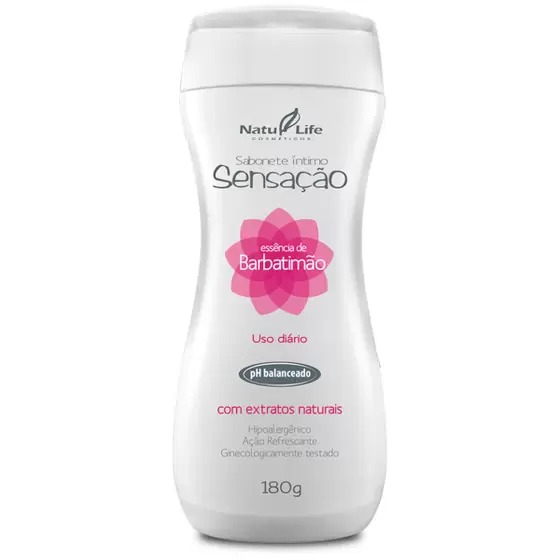 Natu Life
COSMÉTICOS
Sabonete íntimo
Sensação
essência de
Barbatimão
Uso diário
pH balanceado
com extratos naturais
Hipoalergênico
Ação Refrescante
Ginecologicamente testado
180g